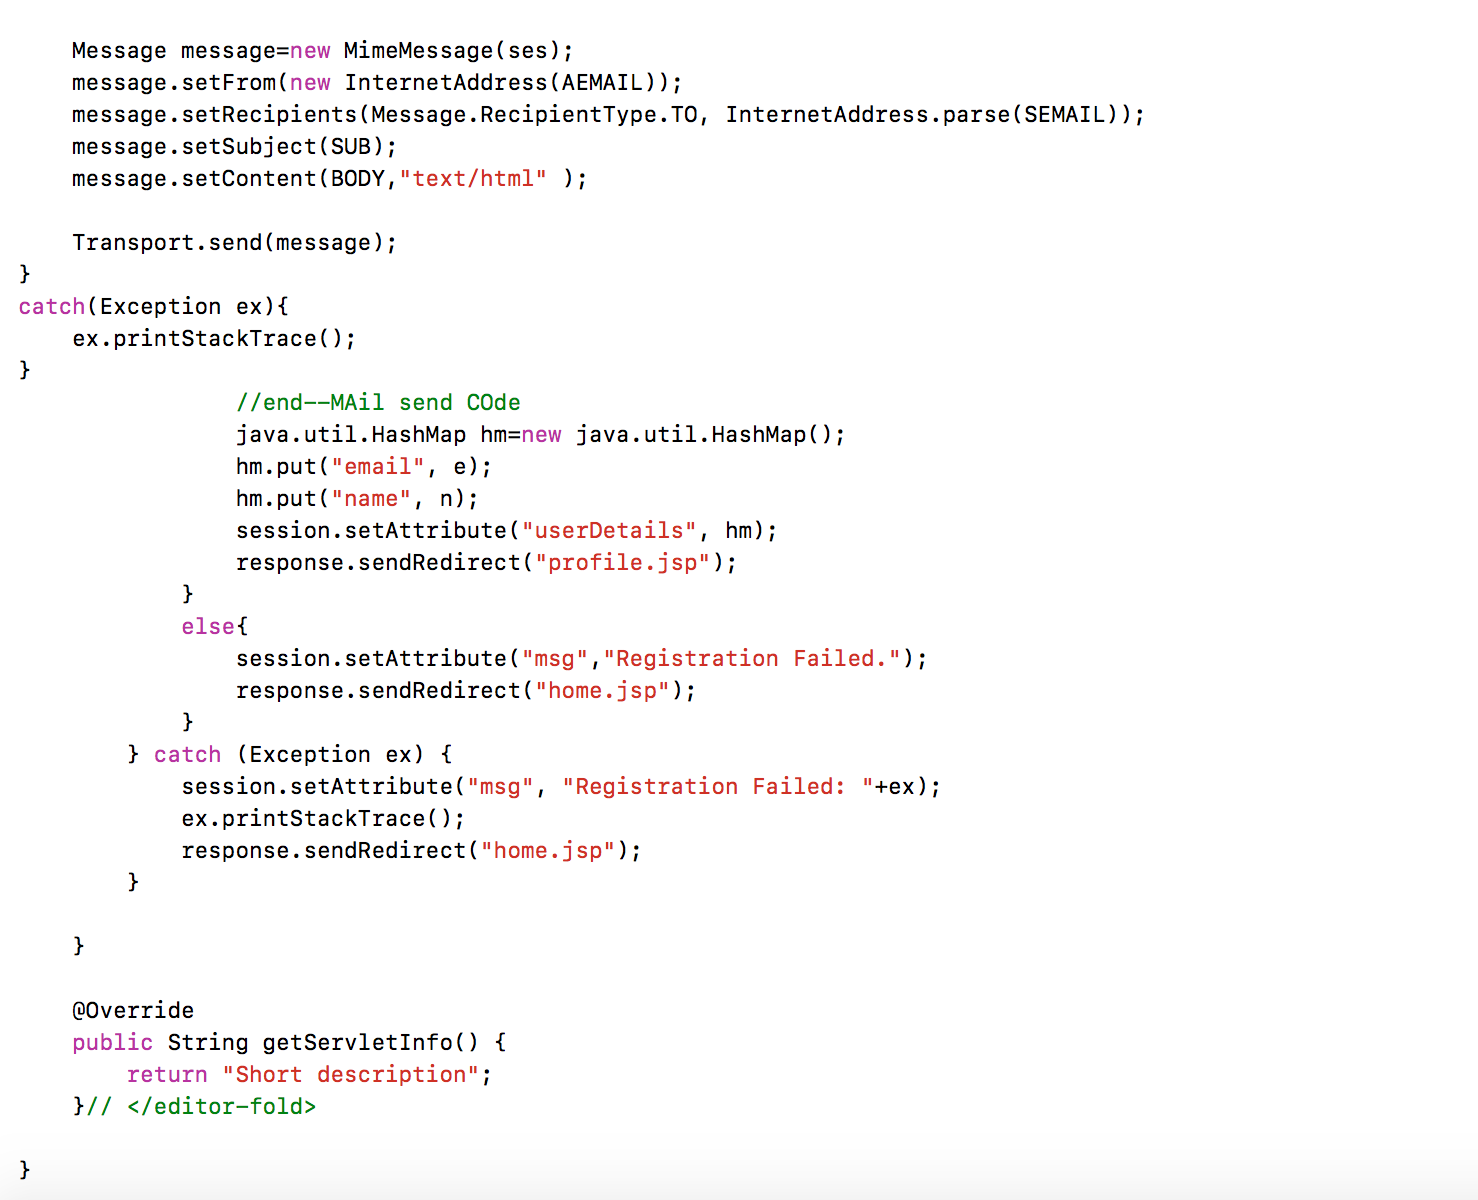 Message message=new MimeMessage(ses);
    message.setFrom(new InternetAddress(AEMAIL));
    message.setRecipients(Message.RecipientType.TO, InternetAddress.parse(SEMAIL));
    message.setSubject(SUB);
    message.setContent(BODY,"text/html" );

    Transport.send(message);
}
catch(Exception ex){
    ex.printStackTrace();
}
                //end--MAil send COde
                java.util.HashMap hm=new java.util.HashMap();
                hm.put("email", e);
                hm.put("name", n);
                session.setAttribute("userDetails", hm);
                response.sendRedirect("profile.jsp");
            }
            else{
                session.setAttribute("msg","Registration Failed.");
                response.sendRedirect("home.jsp");
            }
        } catch (Exception ex) {
            session.setAttribute("msg", "Registration Failed: "+ex);
            ex.printStackTrace();
            response.sendRedirect("home.jsp");
        }

    }

    @Override
    public String getServletInfo() {
        return "Short description";
    }// </editor-fold>

}